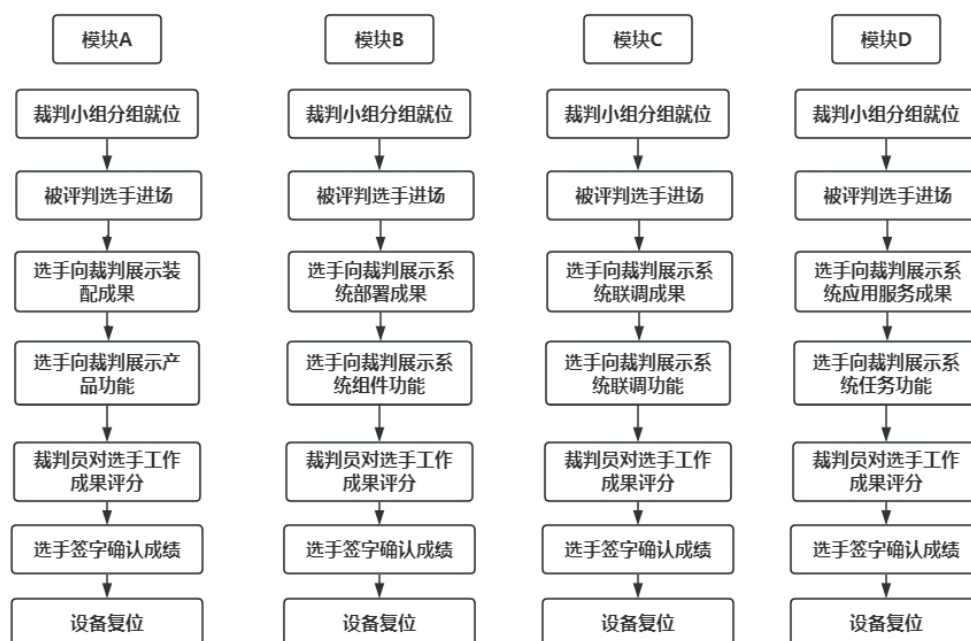 模块A
裁判小组分组就位
被评判选手进场
选手向裁判展示装
配成果
选手向裁判展示产
品功能
裁判员对选手工作
成果评分
选手签字确认成绩
设备复位
模块B
裁判小组分组就位
被评判选手进场
选手向裁判展示系
统部署成果
选手向裁判展示系
统组件功能
裁判员对选手工作
成果评分
选手签字确认成绩
设备复位
模块C
裁判小组分组就位
被评判选手进场
选手向裁判展示系
统联调成果
选手向裁判展示系
统联调功能
裁判员对选手工作
成果评分
选手签字确认成绩
设备复位
模块D
裁判小组分组就位
被评判选手进场
选手向裁判展示系
统应用服务成果
选手向裁判展示系
统任务功能
裁判员对选手工作
成果评分
选手签字确认成绩
设备复位